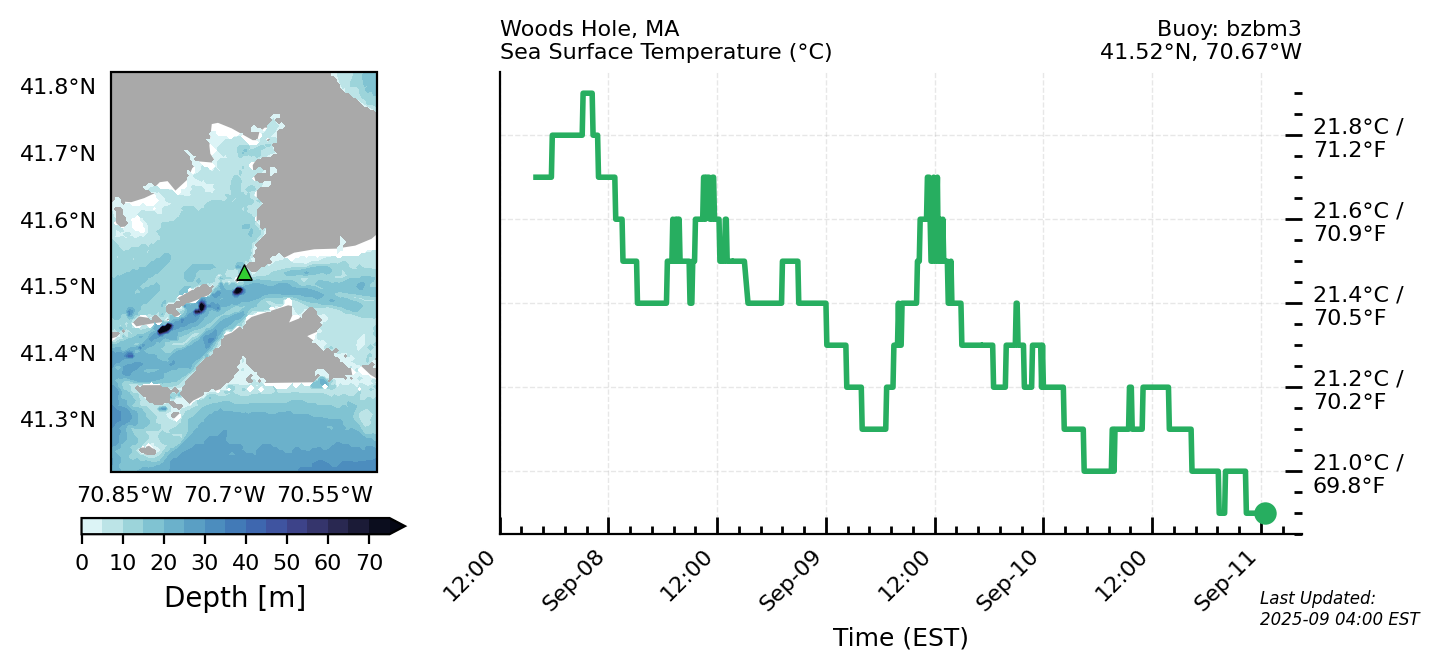 Woods Hole, MA
Sea Surface Temperature (°C)
Buoy: bzbm3
41.52°N, 70.67°W
41.8°N
41.7°N
41.6°N
41.5°N
41.4°N
41.3°N
70.85°W 70.7°W 70.55°W
0 10 20 30 40 50 60 70
Depth [m]
21.8°C /
71.2°F
21.6°C /
70.9°F
21.4°C /
70.5°F
21.2°C /
70.2°F
21.0°C /
69.8°F
12:00 Sep-08 12:00 Sep-09 12:00 Sep-10 12:00 Sep-11
Time (EST)
Last Updated:
2025-09 04:00 EST